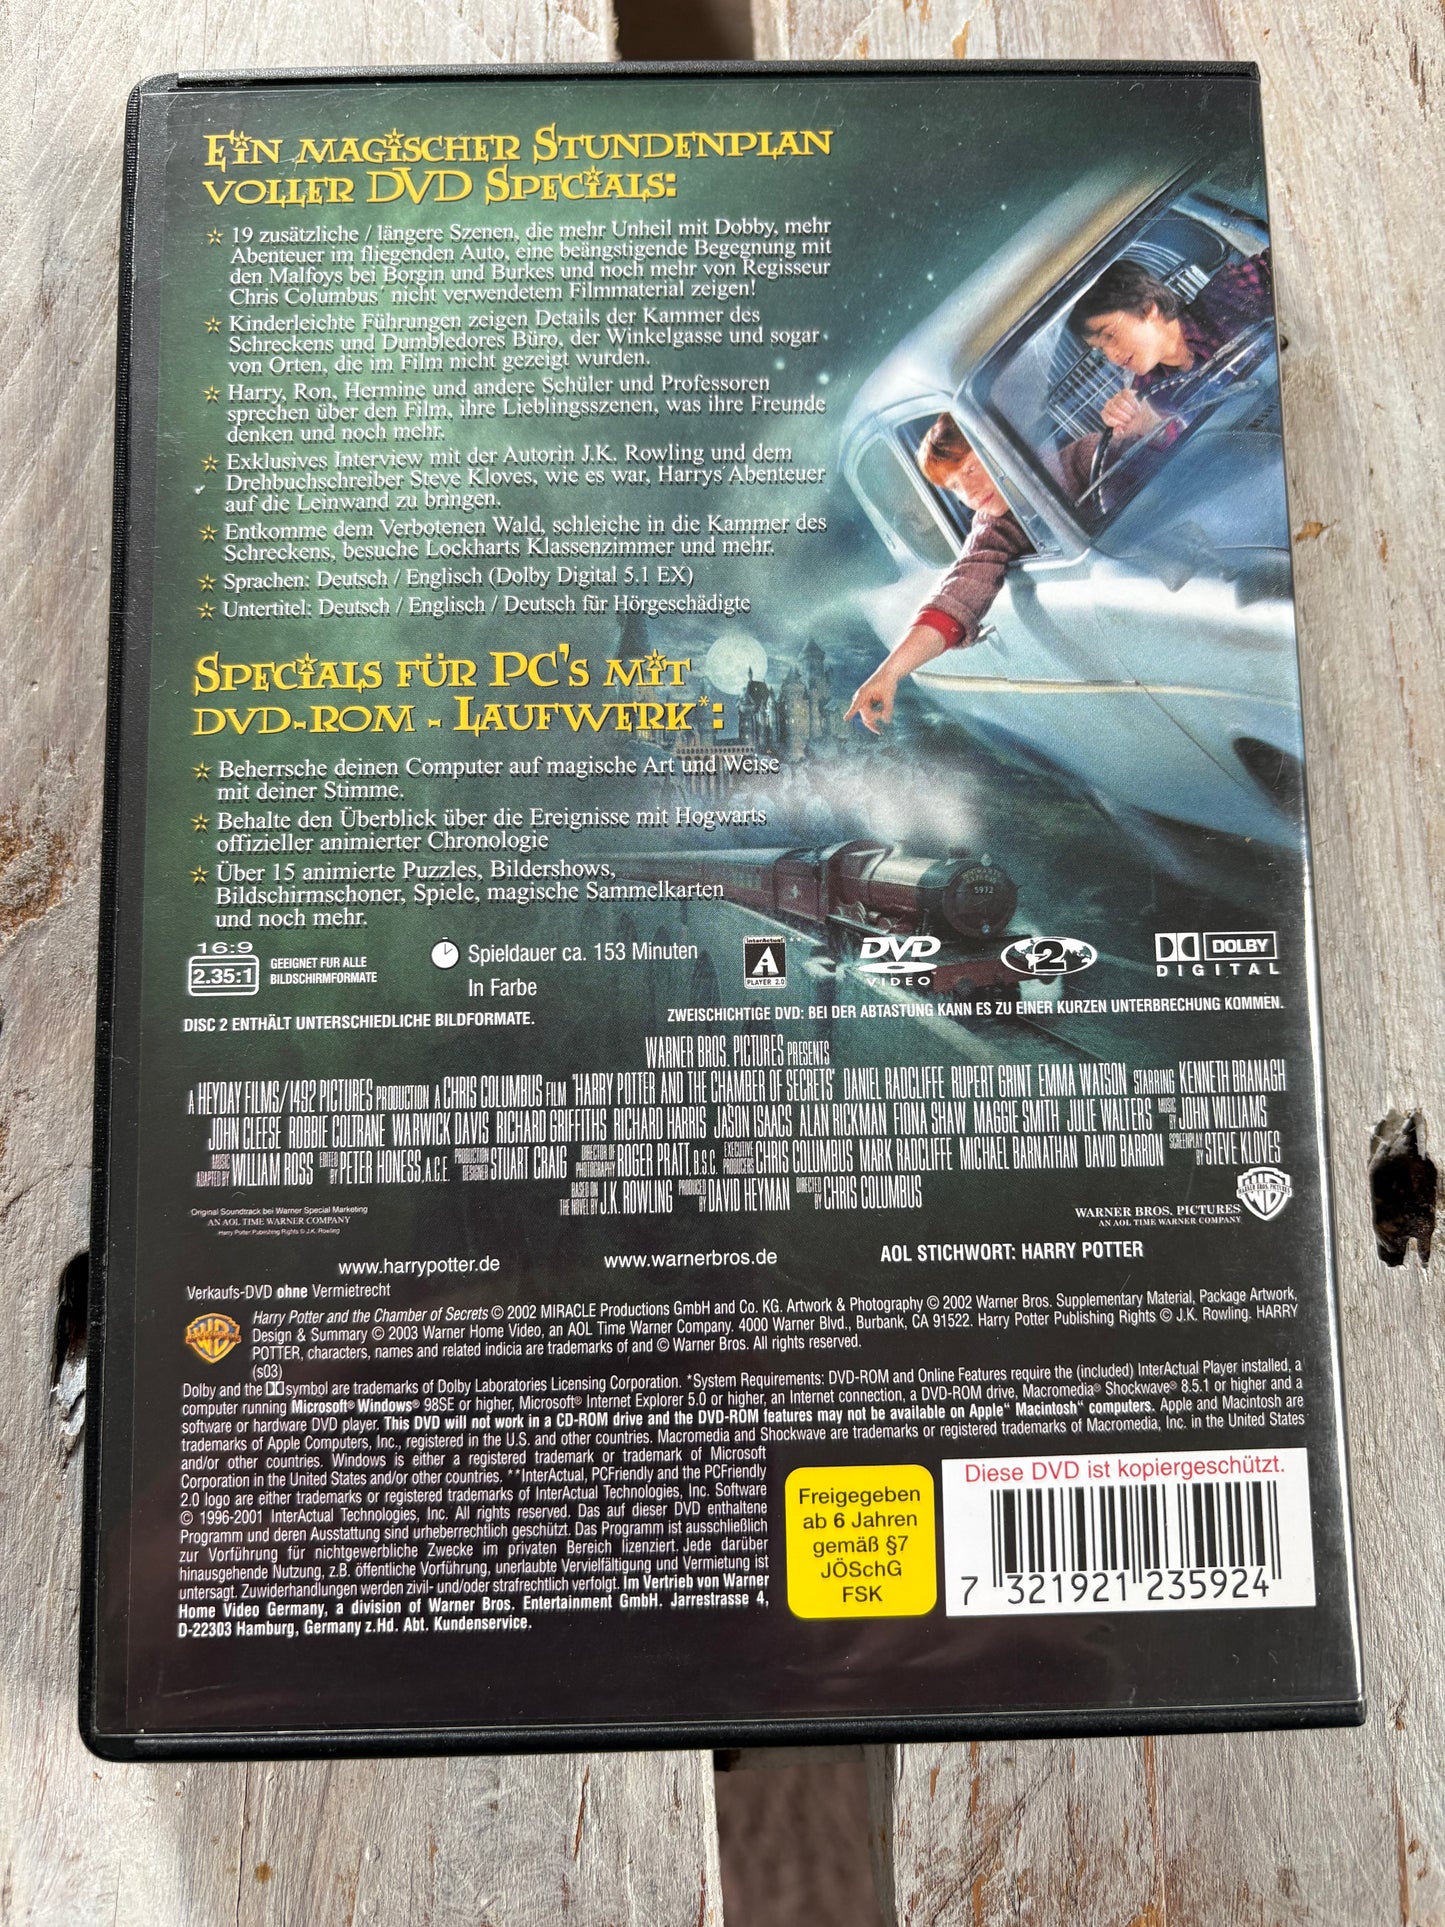 EIN MAGISCHER STUNDENPLAN
VOLLER DVD SPECIALS:
19 zusätzliche / längere Szenen, die mehr Unheil mit Dobby, mehr
Abenteuer im fliegenden Auto, eine beängstigende Begegnung mit
den Malfoys bei Borgin und Burkes und noch mehr von Regisseur
Chris Columbus´ nicht verwendetem Filmmaterial zeigen!
Kinderleichte Führungen zeigen Details der Kammer des
Schreckens und Dumbledores Büro, der Winkelgasse und sogar
von Orten, die im Film nicht gezeigt wurden.
Harry, Ron, Hermine und andere Schüler und Professoren
sprechen über den Film, ihre Lieblingsszenen, was ihre Freunde
denken und noch mehr.
Exklusives Interview mit der Autorin J.K. Rowling und dem
Drehbuchschreiber Steve Kloves, wie es war, Harrys Abenteuer
auf die Leinwand zu bringen.
Entkomme dem Verbotenen Wald, schleiche in die Kammer des
Schreckens, besuche Lockharts Klassenzimmer und mehr.
Sprachen: Deutsch / Englisch (Dolby Digital 5.1 EX)
Untertitel: Deutsch / Englisch / Deutsch für Hörgeschädigte
SPECIALS FÜR PC'S MIT
DVD-ROM - LAUFWERK*:
Beherrsche deinen Computer auf magische Art und Weise
mit deiner Stimme.
Behalte den Überblick über die Ereignisse mit Hogwarts
offizieller animierter Chronologie
Über 15 animierte Puzzles, Bildershows,
Bildschirmschoner, Spiele, magische Sammelkarten
und noch mehr.
5972
16:9
2.35:1
GEEIGNET FUR ALLE
BILDSCHIRMFORMATE
Spieldauer ca. 153 Minuten
In Farbe
InterActual
PLAYER 2.0
**
DVD
VIDEO
2
DOLBY
DIGITAL
DISC 2 ENTHÄLT UNTERSCHIEDLICHE BILDFORMATE.
ZWEISCHICHTIGE DVD: BEI DER ABTASTUNG KANN ES ZU EINER KURZEN UNTERBRECHUNG KOMMEN.
WARNER BROS. PICTURES PRESENTS
A HEYDAY FILMS/1492 PICTURES PRODUCTION A CHRIS COLUMBUS FILM "HARRY POTTER AND THE CHAMBER OF SECRETS" DANIEL RADCLIFFE RUPERT GRINT EMMA WATSON STARRING KENNETH BRANAGH
JOHN CLEESE ROBBIE COLTRANE WARWICK DAVIS RICHARD GRIFFITHS RICHARD HARRIS JASON ISAACS ALAN RICKMAN FIONA SHAW MAGGIE SMITH JULIE WALTERS MUSIC BY JOHN WILLIAMS
MUSIC ADAPTED BY WILLIAM ROSS EDITED BY PETER HONESS, A.C.E. PRODUCTION DESIGNER STUART CRAIG DIRECTOR OF PHOTOGRAPHY ROGER PRATT, B.S.C. EXECUTIVE PRODUCERS CHRIS COLUMBUS MARK RADCLIFFE MICHAEL BARNATHAN DAVID BARRON SCREENPLAY BY STEVE KLOVES
BASED ON THE NOVEL BY J.K. ROWLING PRODUCED BY DAVID HEYMAN DIRECTED BY CHRIS COLUMBUS
Original Soundtrack bei Warner Special Marketing
AN AOL TIME WARNER COMPANY
Harry Potter Publishing Rights © J.K. Rowling
WARNER BROS. PICTURES
AN AOL TIME WARNER COMPANY
www.harrypotter.de
www.warnerbros.de
AOL STICHWORT: HARRY POTTER
Verkaufs-DVD ohne Vermietrecht
Harry Potter and the Chamber of Secrets © 2002 MIRACLE Productions GmbH and Co. KG. Artwork & Photography © 2002 Warner Bros. Supplementary Material, Package Artwork,
Design & Summary © 2003 Warner Home Video, an AOL Time Warner Company. 4000 Warner Blvd., Burbank, CA 91522. Harry Potter Publishing Rights © J.K. Rowling. HARRY
POTTER, characters, names and related indicia are trademarks of and © Warner Bros. All rights reserved.
(s03)
Dolby and the symbol are trademarks of Dolby Laboratories Licensing Corporation. *System Requirements: DVD-ROM and Online Features require the (included) InterActual Player installed, a
computer running Microsoft® Windows® 98SE or higher, Microsoft® Internet Explorer 5.0 or higher, an Internet connection, a DVD-ROM drive, Macromedia® Shockwave® 8.5.1 or higher and a
software or hardware DVD player. This DVD will not work in a CD-ROM drive and the DVD-ROM features may not be available on Apple“ Macintosh“ computers. Apple and Macintosh are
trademarks of Apple Computers, Inc., registered in the U.S. and other countries. Macromedia and Shockwave are trademarks or registered trademarks of Macromedia, Inc. in the United States
and/or other countries. Windows is either a registered trademark or trademark of Microsoft
Corporation in the United States and/or other countries. **InterActual, PCFriendly and the PCFriendly
2.0 logo are either trademarks or registered trademarks of InterActual Technologies, Inc. Software
© 1996-2001 InterActual Technologies, Inc. All rights reserved. Das auf dieser DVD enthaltene
Programm und deren Ausstattung sind urheberrechtlich geschützt. Das Programm ist ausschließlich
zur Vorführung für nichtgewerbliche Zwecke im privaten Bereich lizenziert. Jede darüber
hinausgehende Nutzung, z.B. öffentliche Vorführung, unerlaubte Vervielfältigung und Vermietung ist
untersagt. Zuwiderhandlungen werden zivil- und/oder strafrechtlich verfolgt. Im Vertrieb von Warner
Home Video Germany, a division of Warner Bros. Entertainment GmbH. Jarrestrasse 4,
D-22303 Hamburg, Germany z.Hd. Abt. Kundenservice.
Freigegeben
ab 6 Jahren
gemäß §7
JÖSchG
FSK
Diese DVD ist kopiergeschützt.
7 321921 235924